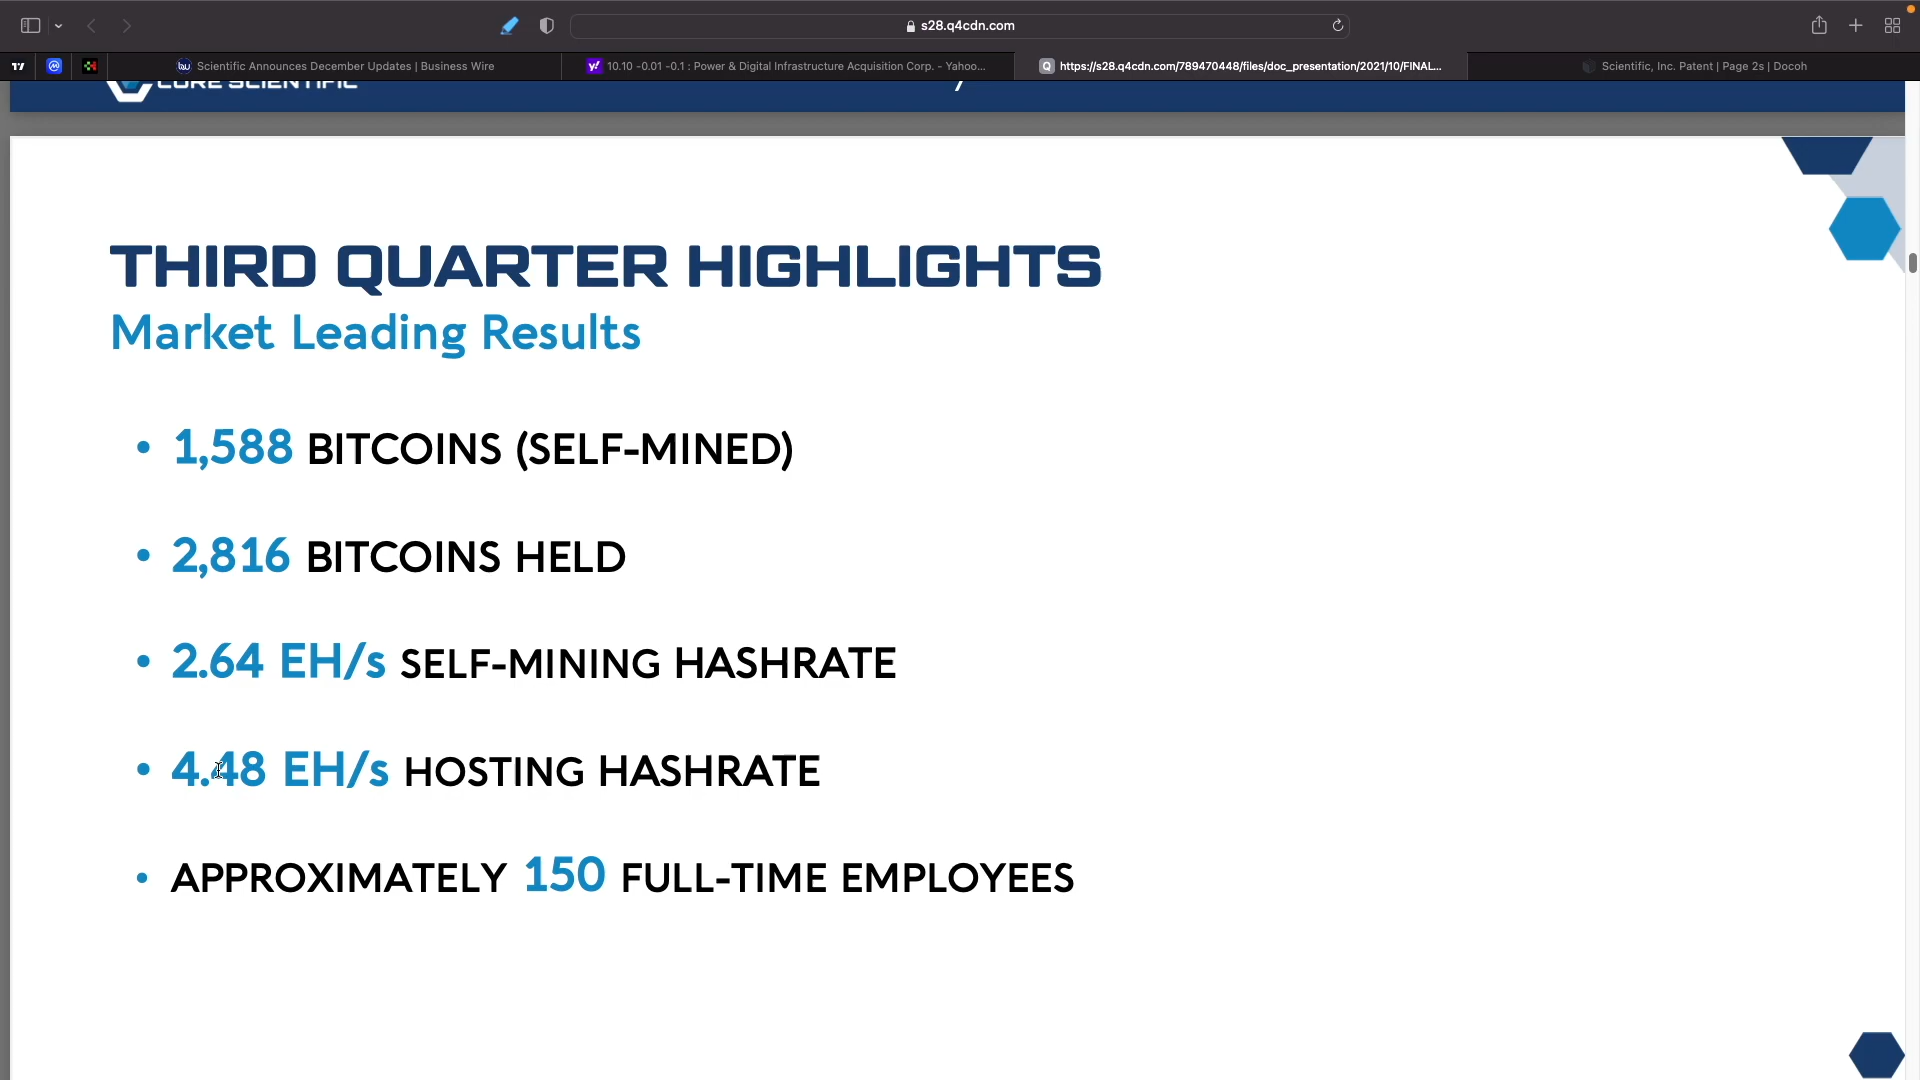 s28.q4cdn.com
Scientific Announces December Updates | Business Wire
10.10 -0.01 -0.1 : Power & Digital Infrastructure Acquisition Corp. - Yahoo...
https://s28.q4cdn.com/789470448/files/doc_presentation/2021/10/FINAL...
Scientific, Inc. Patent | Page 2s | Docoh
CORE SCIENTIFIC
THIRD QUARTER HIGHLIGHTS
Market Leading Results
• 1,588 BITCOINS (SELF-MINED)
• 2,816 BITCOINS HELD
• 2.64 EH/s SELF-MINING HASHRATE
• 4.48 EH/s HOSTING HASHRATE
• APPROXIMATELY 150 FULL-TIME EMPLOYEES